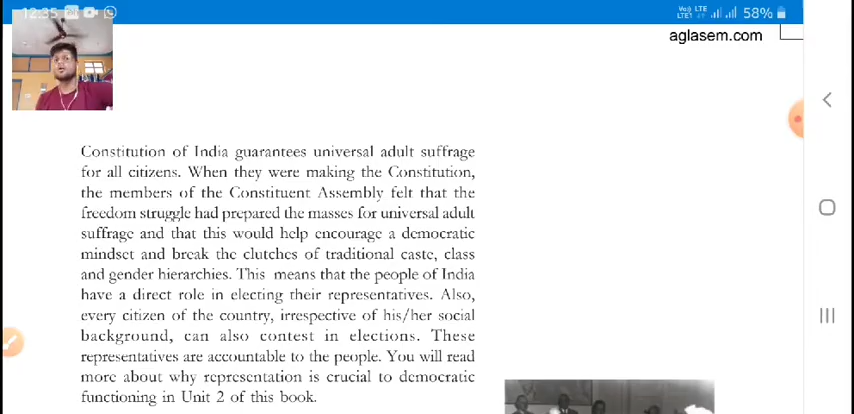 12:35
Vo) LTE
LTE1
58%
aglasem.com
Constitution of India guarantees universal adult suffrage
for all citizens. When they were making the Constitution,
the members of the Constituent Assembly felt that the
freedom struggle had prepared the masses for universal adult
suffrage and that this would help encourage a democratic
mindset and break the clutches of traditional caste, class
and gender hierarchies. This means that the people of India
have a direct role in electing their representatives. Also,
every citizen of the country, irrespective of his/her social
background, can also contest in elections. These
representatives are accountable to the people. You will read
more about why representation is crucial to democratic
functioning in Unit 2 of this book.